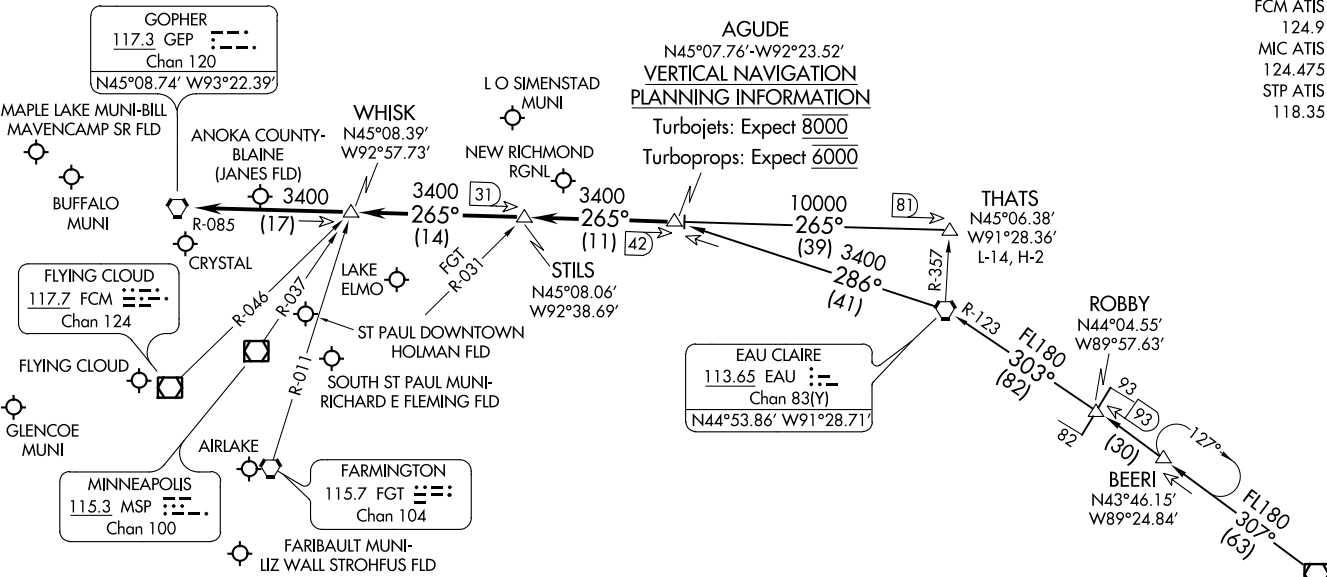 GOPHER
117.3 GEP
Chan 120
N45°08.74' W93°22.39'
MAPLE LAKE MUNI-BILL
MAVENCAMP SR FLD
BUFFALO
MUNI
ANOKA COUNTY-
BLAINE
(JANES FLD)
WHISK
N45°08.39'
W92°57.73'
L O SIMENSTAD
MUNI
NEW RICHMOND
RGNL
AGUDE
N45°07.76'-W92°23.52'
VERTICAL NAVIGATION
PLANNING INFORMATION
Turbojets: Expect 8000
Turboprops: Expect 6000
FCM ATIS
124.9
MIC ATIS
124.475
STP ATIS
118.35
R-085
3400
(17)
3400
265°
(14)
31
3400
265°
(11)
42
10000
265°
(39)
81
THATS
N45°06.38'
W91°28.36'
L-14, H-2
3400
286°
(41)
R-357
CRYSTAL
FLYING CLOUD
117.7 FCM
Chan 124
R-046
R-037
R-011
LAKE
ELMO
FGT
R-031
STILS
N45°08.06'
W92°38.69'
ST PAUL DOWNTOWN
HOLMAN FLD
SOUTH ST PAUL MUNI-
RICHARD E FLEMING FLD
FLYING CLOUD
GLENCOE
MUNI
EAU CLAIRE
113.65 EAU
Chan 83(Y)
N44°53.86' W91°28.71'
R-123
FL180
303°
(82)
ROBBY
N44°04.55'
W89°57.63'
93
93
82
(30)
127°
BEERI
N43°46.15'
W89°24.84'
FL180
307°
(63)
AIRLAKE
MINNEAPOLIS
115.3 MSP
Chan 100
FARMINGTON
115.7 FGT
Chan 104
FARIBAULT MUNI-
LIZ WALL STROHFUS FLD